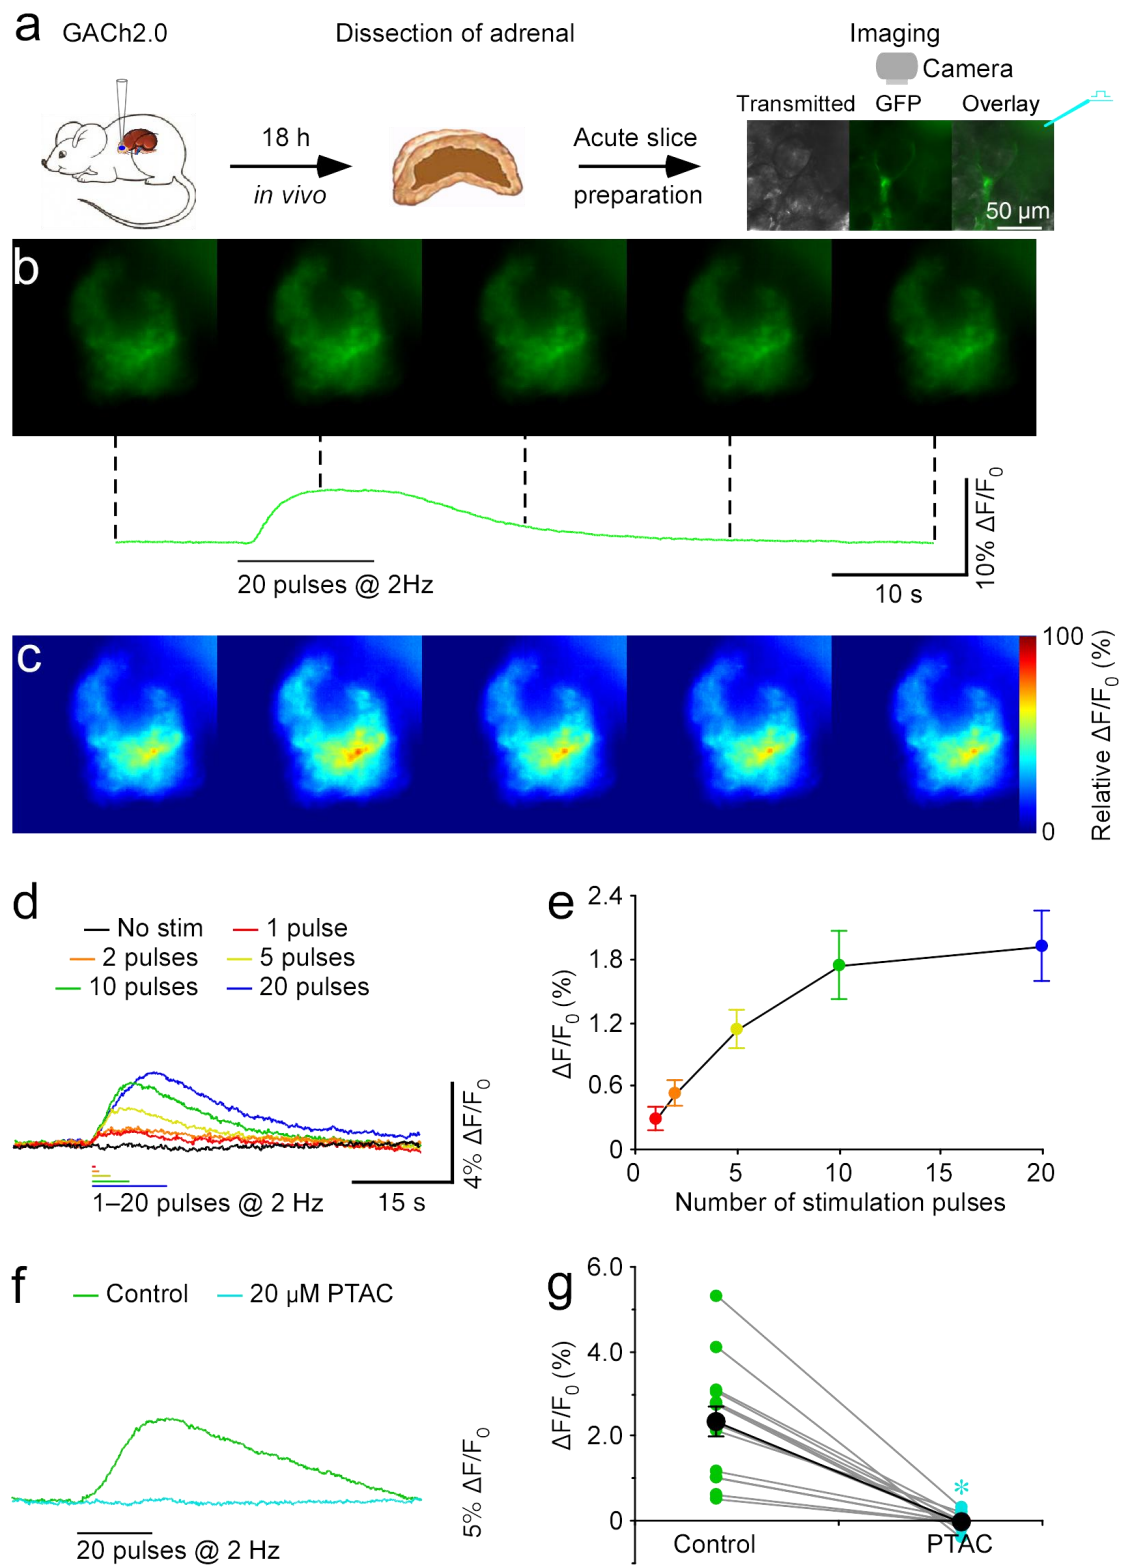 a
GACh2.0
Dissection of adrenal
Imaging
Camera
Transmitted GFP Overlay
18 h
in vivo
Acute slice
preparation
50 µm
b
10% ΔF/F0
20 pulses @ 2Hz
10 s
c
100
0
Relative ΔF/F0 (%)
d
No stim
1 pulse
2 pulses
5 pulses
10 pulses
20 pulses
4% ΔF/F0
1–20 pulses @ 2 Hz
15 s
e
2.4
1.8
1.2
0.6
0
ΔF/F0 (%)
0 5 10 15 20
Number of stimulation pulses
f
Control
20 µM PTAC
5% ΔF/F0
20 pulses @ 2 Hz
g
6.0
4.0
2.0
0
ΔF/F0 (%)
*
Control
PTAC